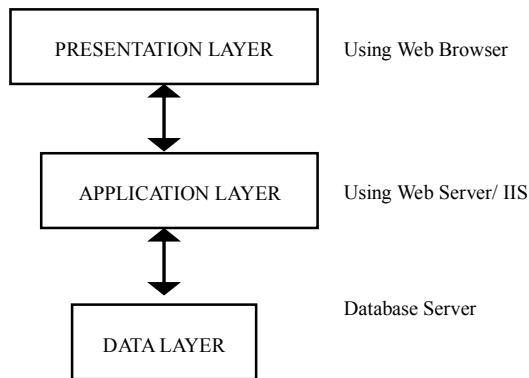 PRESENTATION LAYER
Using Web Browser
APPLICATION LAYER
Using Web Server/ IIS
Database Server
DATA LAYER